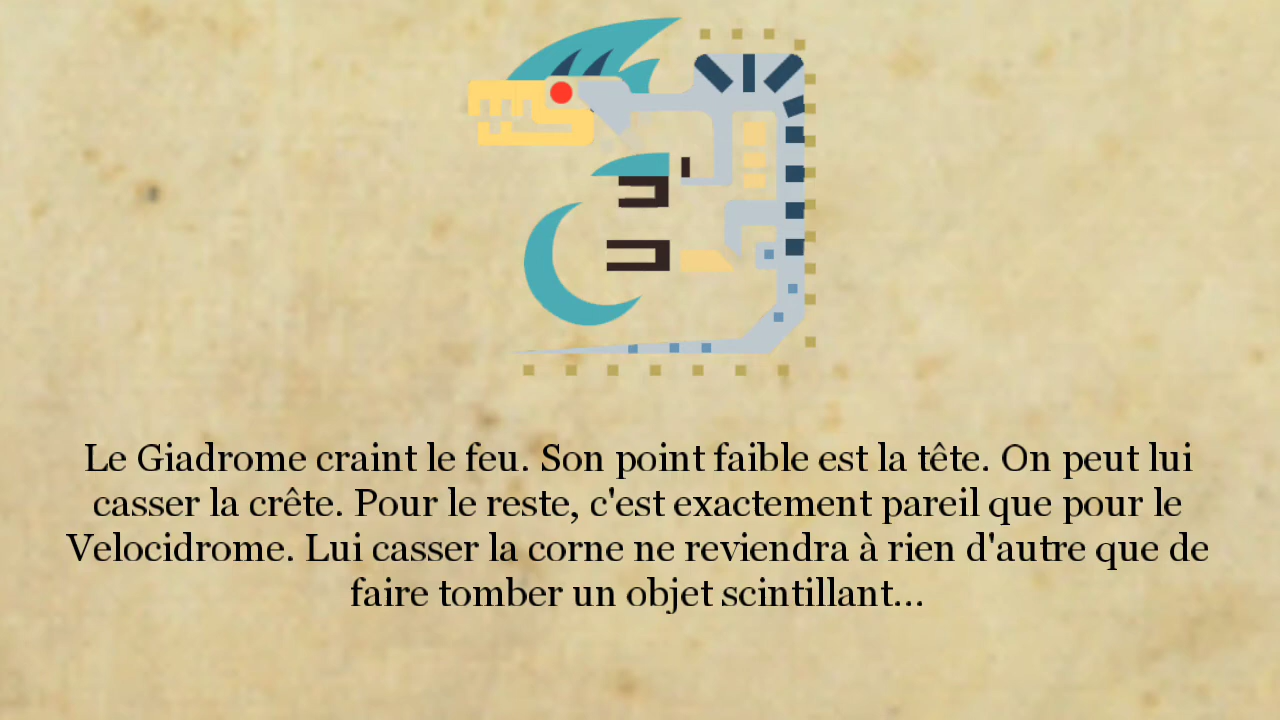 Le Giadrome craint le feu. Son point faible est la tête. On peut lui
casser la crête. Pour le reste, c'est exactement pareil que pour le
Velocidrome. Lui casser la corne ne reviendra à rien d'autre que de
faire tomber un objet scintillant...